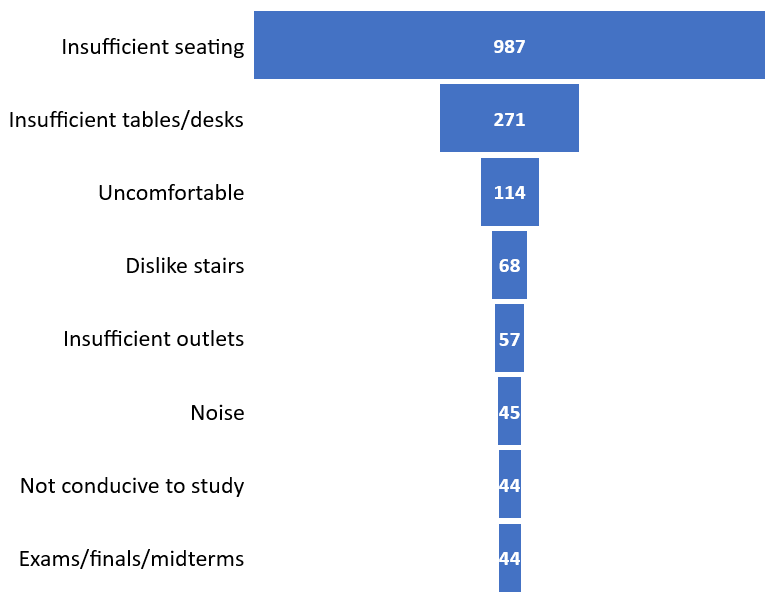 Insufficient seating 987
Insufficient tables/desks 271
Uncomfortable 114
Dislike stairs 68
Insufficient outlets 57
Noise 45
Not conducive to study 44
Exams/finals/midterms 44